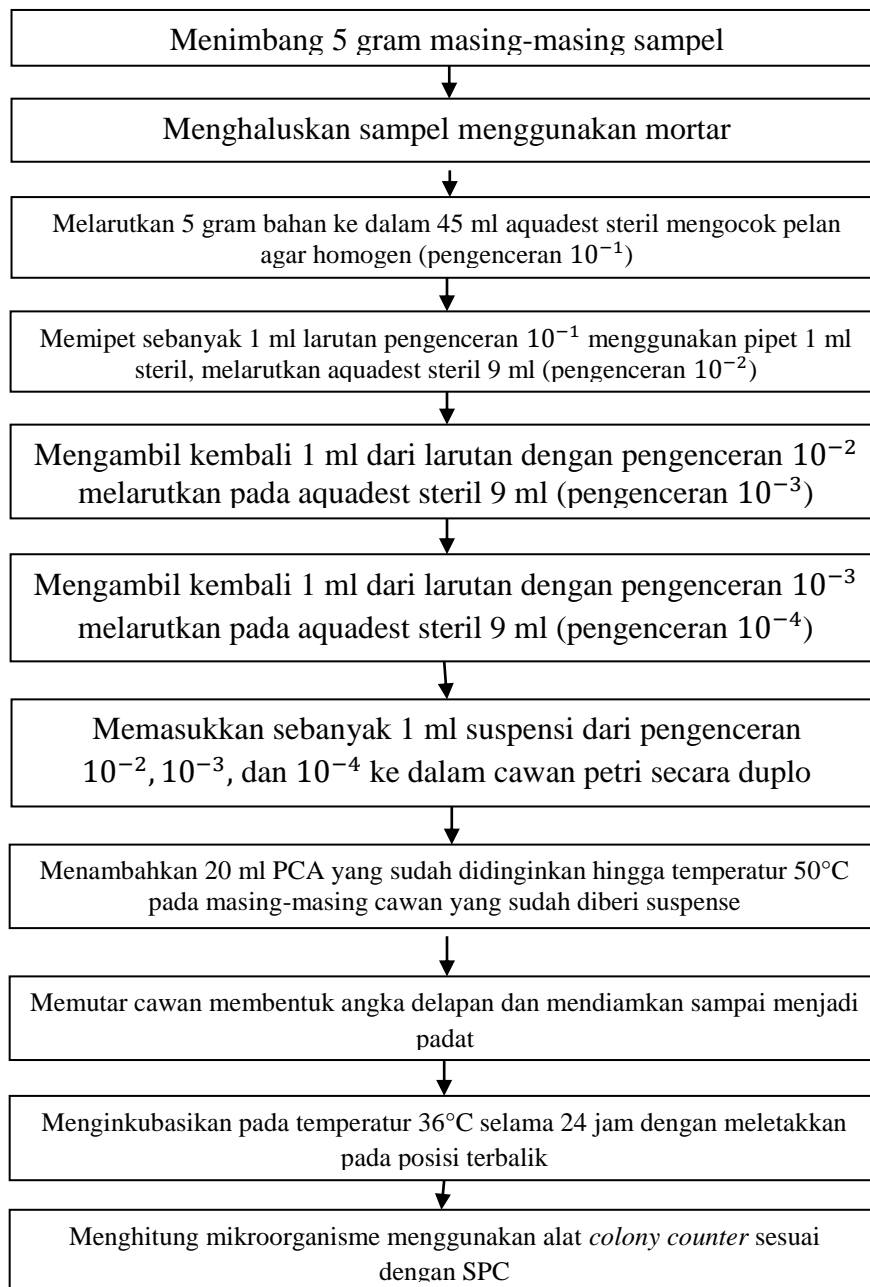 Menimbang 5 gram masing-masing sampel
Menghaluskan sampel menggunakan mortar
Melarutkan 5 gram bahan ke dalam 45 ml aquadest steril mengocok pelan
agar homogen (pengenceran 10⁻¹)
Memipet sebanyak 1 ml larutan pengenceran 10⁻¹ menggunakan pipet 1 ml
steril, melarutkan aquadest steril 9 ml (pengenceran 10⁻²)
Mengambil kembali 1 ml dari larutan dengan pengenceran 10⁻²
melarutkan pada aquadest steril 9 ml (pengenceran 10⁻³)
Mengambil kembali 1 ml dari larutan dengan pengenceran 10⁻³
melarutkan pada aquadest steril 9 ml (pengenceran 10⁻⁴)
Memasukkan sebanyak 1 ml suspensi dari pengenceran
10⁻², 10⁻³, dan 10⁻⁴ ke dalam cawan petri secara duplo
Menambahkan 20 ml PCA yang sudah didinginkan hingga temperatur 50°C
pada masing-masing cawan yang sudah diberi suspense
Memutar cawan membentuk angka delapan dan mendiamkan sampai menjadi
padat
Menginkubasikan pada temperatur 36°C selama 24 jam dengan meletakkan
pada posisi terbalik
Menghitung mikroorganisme menggunakan alat colony counter sesuai
dengan SPC